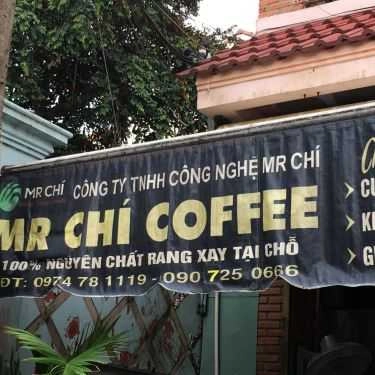 MR CHÍ CÔNG TY TNHH CÔNG NGHỆ MR CHÍ
MR CHÍ COFFEE
100% NGUYÊN CHẤT RANG XAY TẠI CHỖ
ĐT: 0974 78 1119 - 090 725 0666